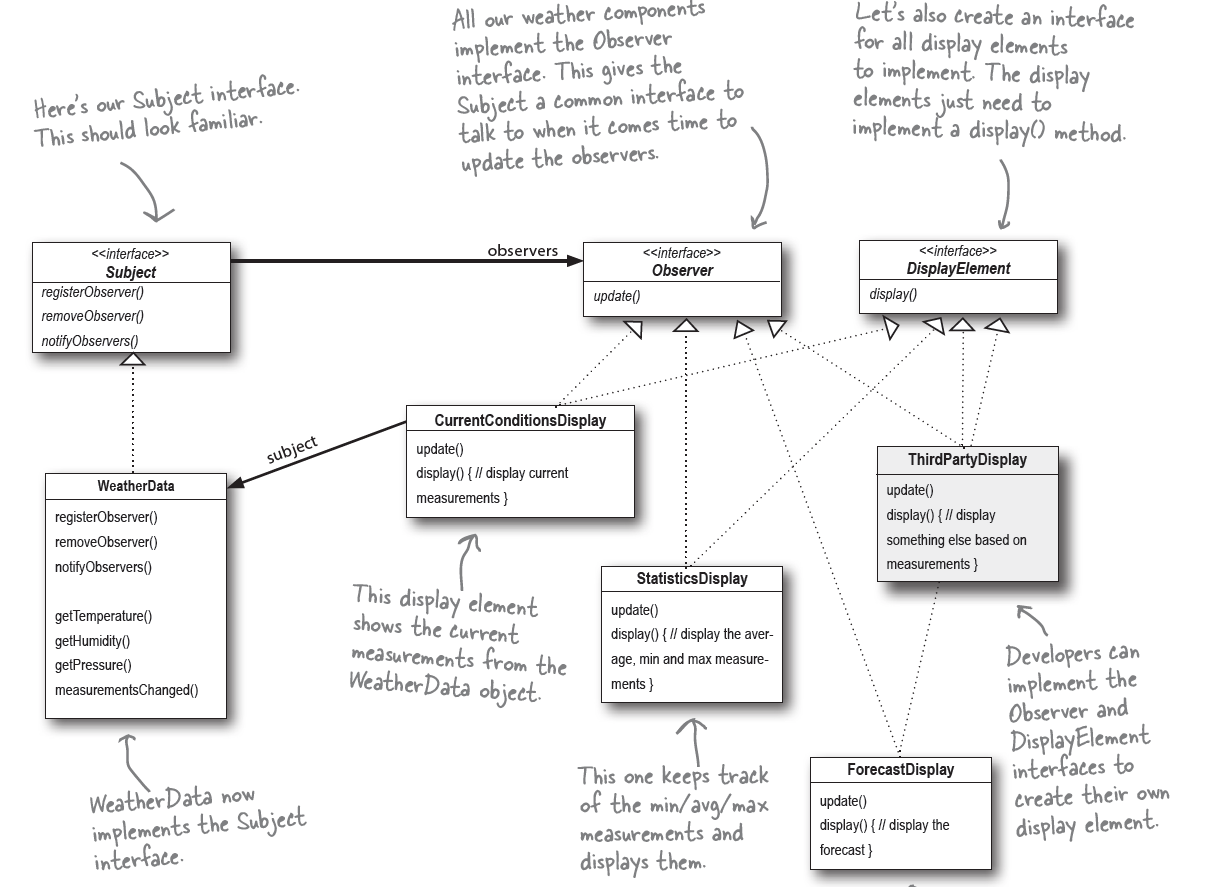 Here's our Subject interface.
This should look familiar.
All our weather components
implement the Observer
interface. This gives the
Subject a common interface to
talk to when it comes time to
update the observers.
Let's also create an interface
for all display elements
to implement. The display
elements just need to
implement a display() method.
<<interface>>
Subject
registerObserver()
removeObserver()
notifyObservers()
observers
<<interface>>
Observer
update()
<<interface>>
DisplayElement
display()
subject
WeatherData
registerObserver()
removeObserver()
notifyObservers()
getTemperature()
getHumidity()
getPressure()
measurementsChanged()
CurrentConditionsDisplay
update()
display() { // display current
measurements }
StatisticsDisplay
update()
display() { // display the aver-
age, min and max measure-
ments }
ThirdPartyDisplay
update()
display() { // display
something else based on
measurements }
ForecastDisplay
update()
display() { // display the
forecast }
WeatherData now
implements the Subject
interface.
This display element
shows the current
measurements from the
WeatherData object.
This one keeps track
of the min/avg/max
measurements and
displays them.
Developers can
implement the
Observer and
DisplayElement
interfaces to
create their own
display element.